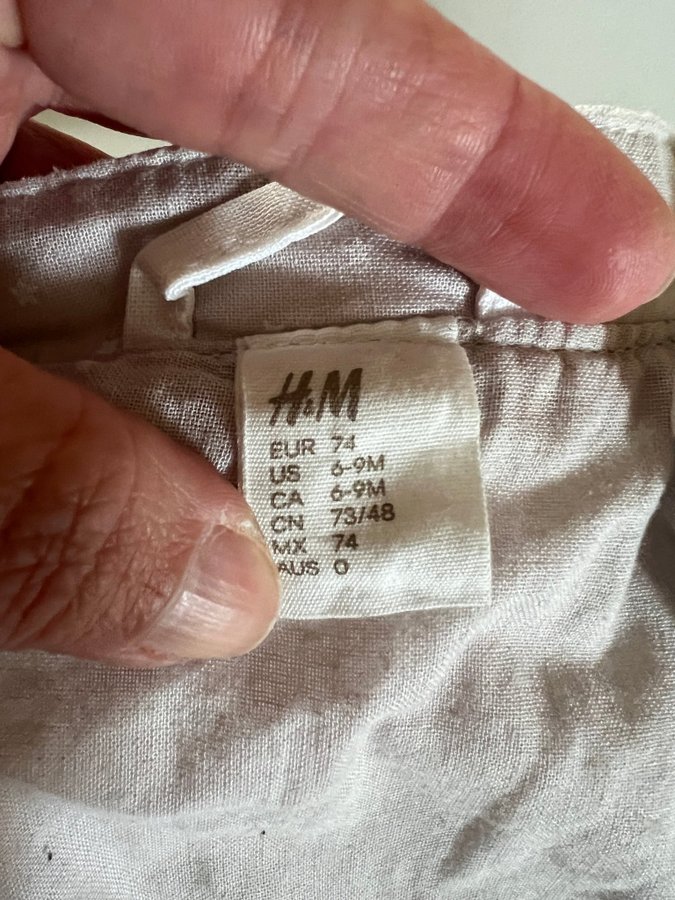 H&M
EUR 74
US 6-9M
CA 6-9M
CN 73/48
MX 74
AUS 0